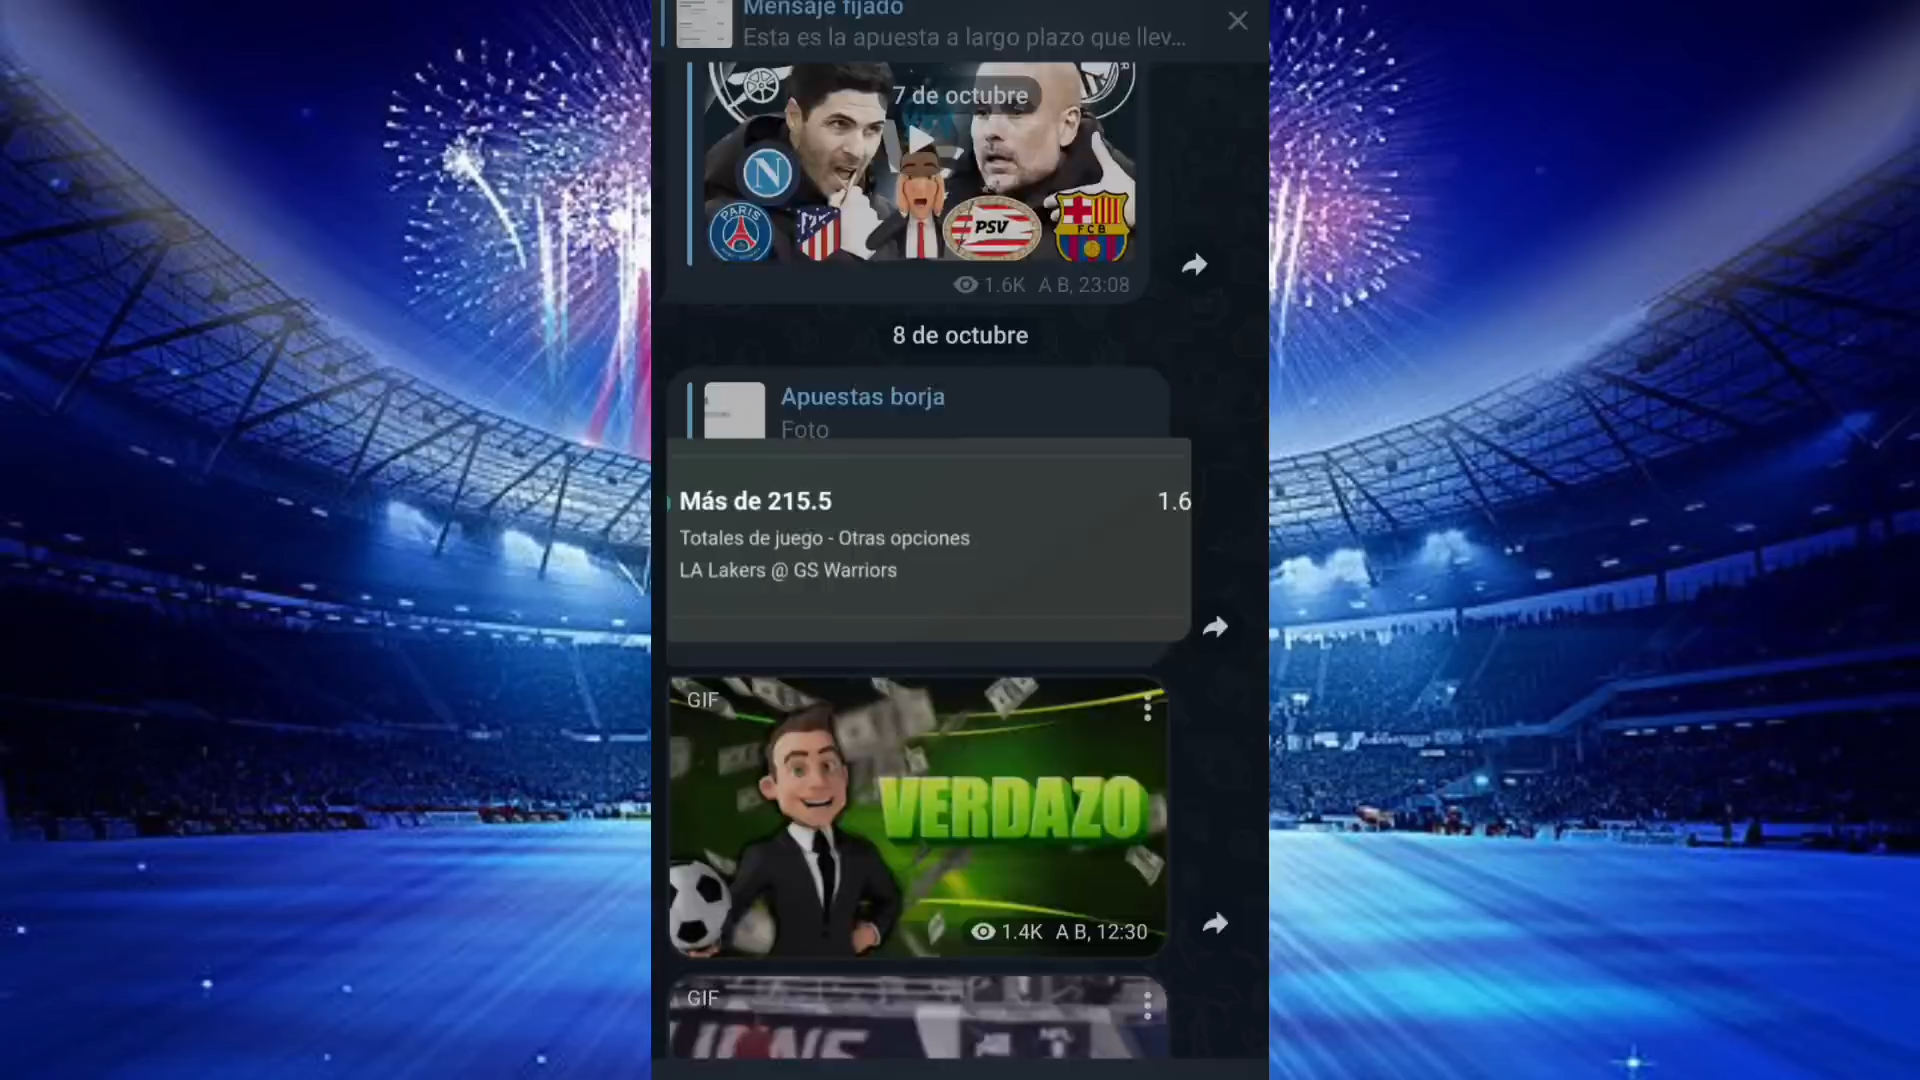 Mensaje fijado
Esta es la apuesta a largo plazo que llev...
7 de octubre
N
PARIS
PSV
FCB
1.6K A B, 23:08
8 de octubre
Apuestas borja
Foto
Más de 215.5
1.6
Totales de juego - Otras opciones
LA Lakers @ GS Warriors
GIF
VERDAZO
1.4K A B, 12:30
GIF